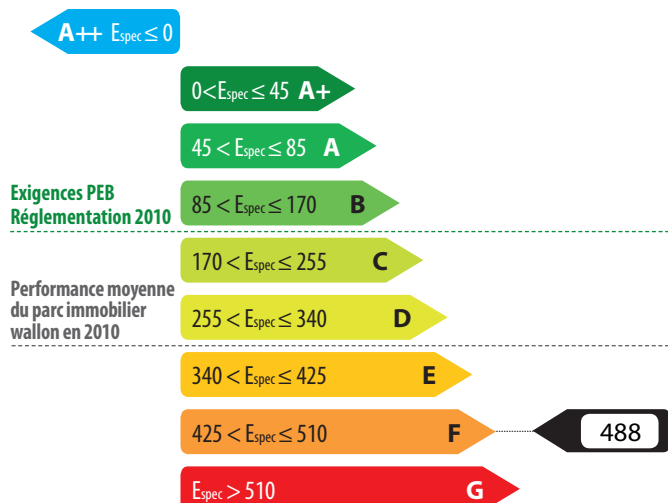 A++ Espec ≤ 0
0<Espec ≤ 45 A+
45 < Espec ≤ 85 A
Exigences PEB
Réglementation 2010
85 < Espec ≤ 170 B
170 < Espec ≤ 255 C
Performance moyenne
du parc immobilier
wallon en 2010
255 < Espec ≤ 340 D
340 < Espec ≤ 425 E
425 < Espec ≤ 510 F
488
Espec > 510 G